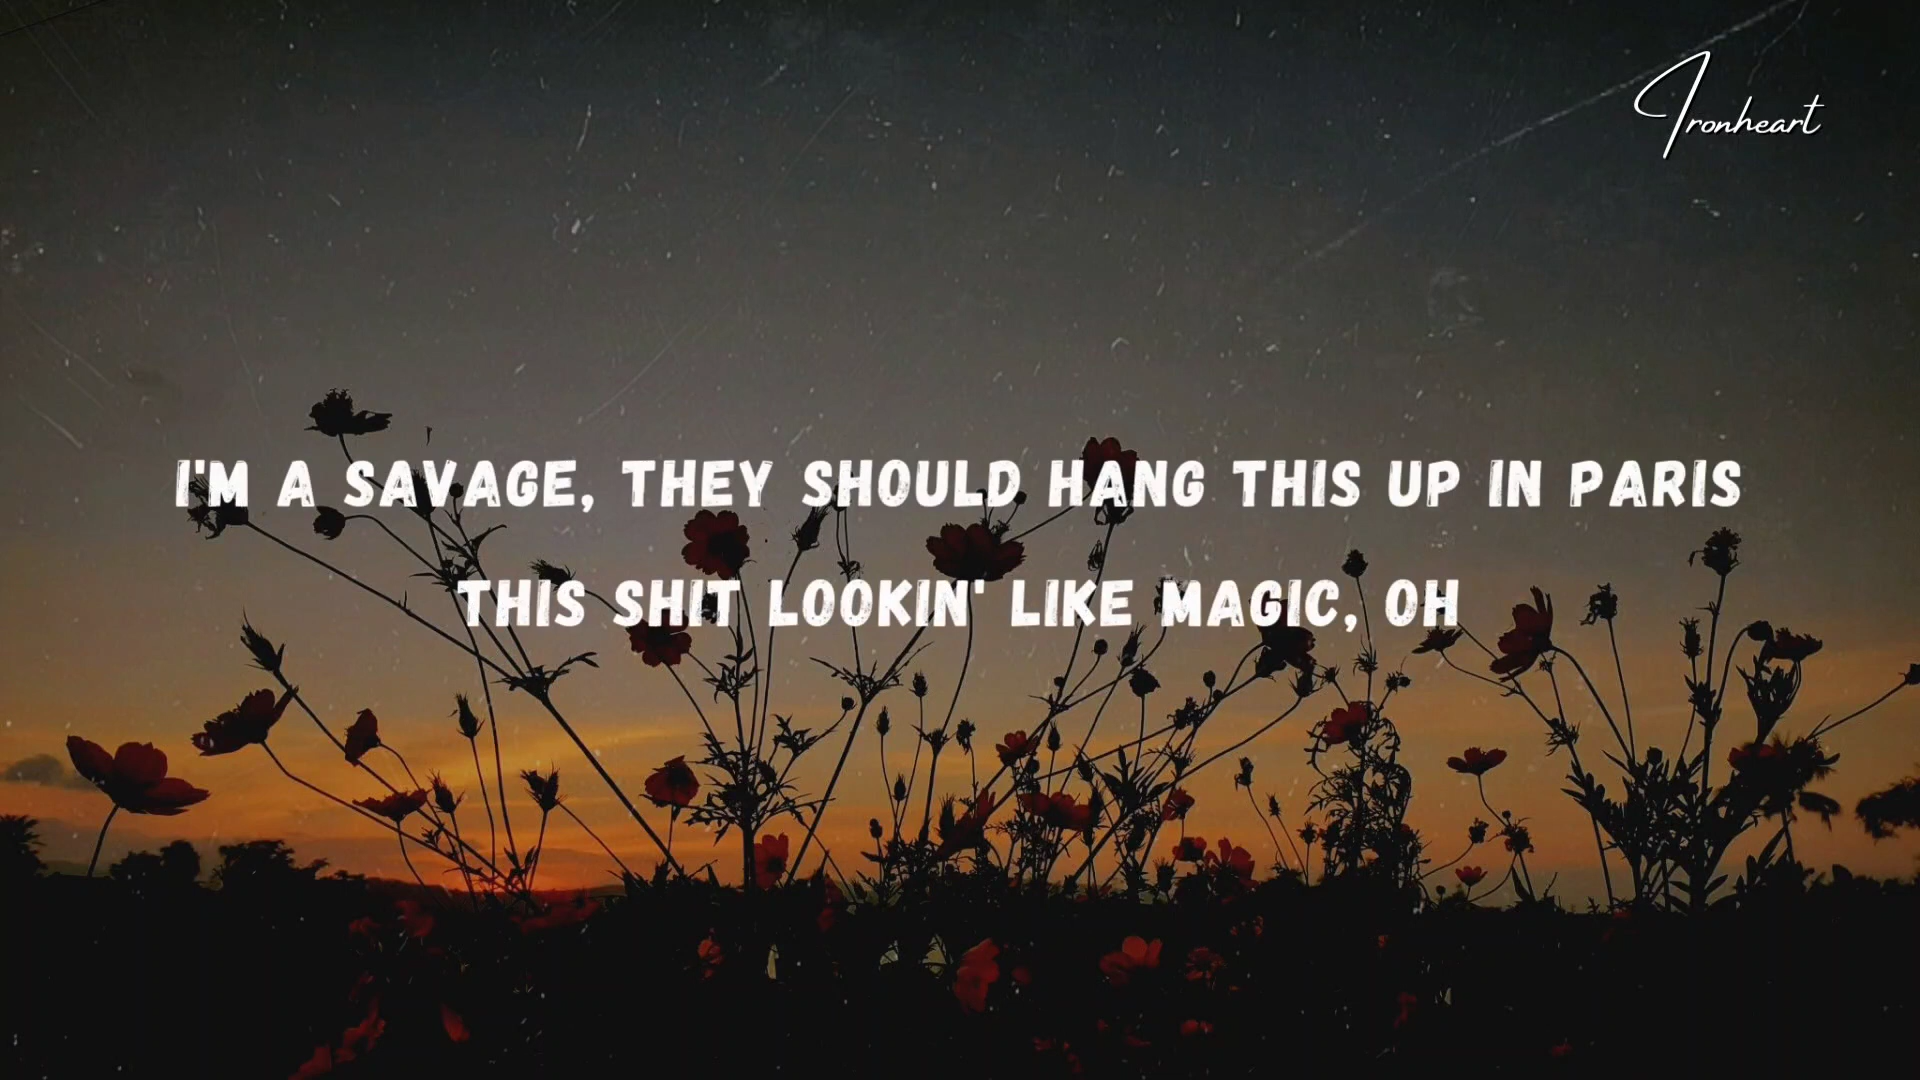 Ironheart
I'M A SAVAGE, THEY SHOULD HANG THIS UP IN PARIS
THIS SHIT LOOKIN' LIKE MAGIC, OH